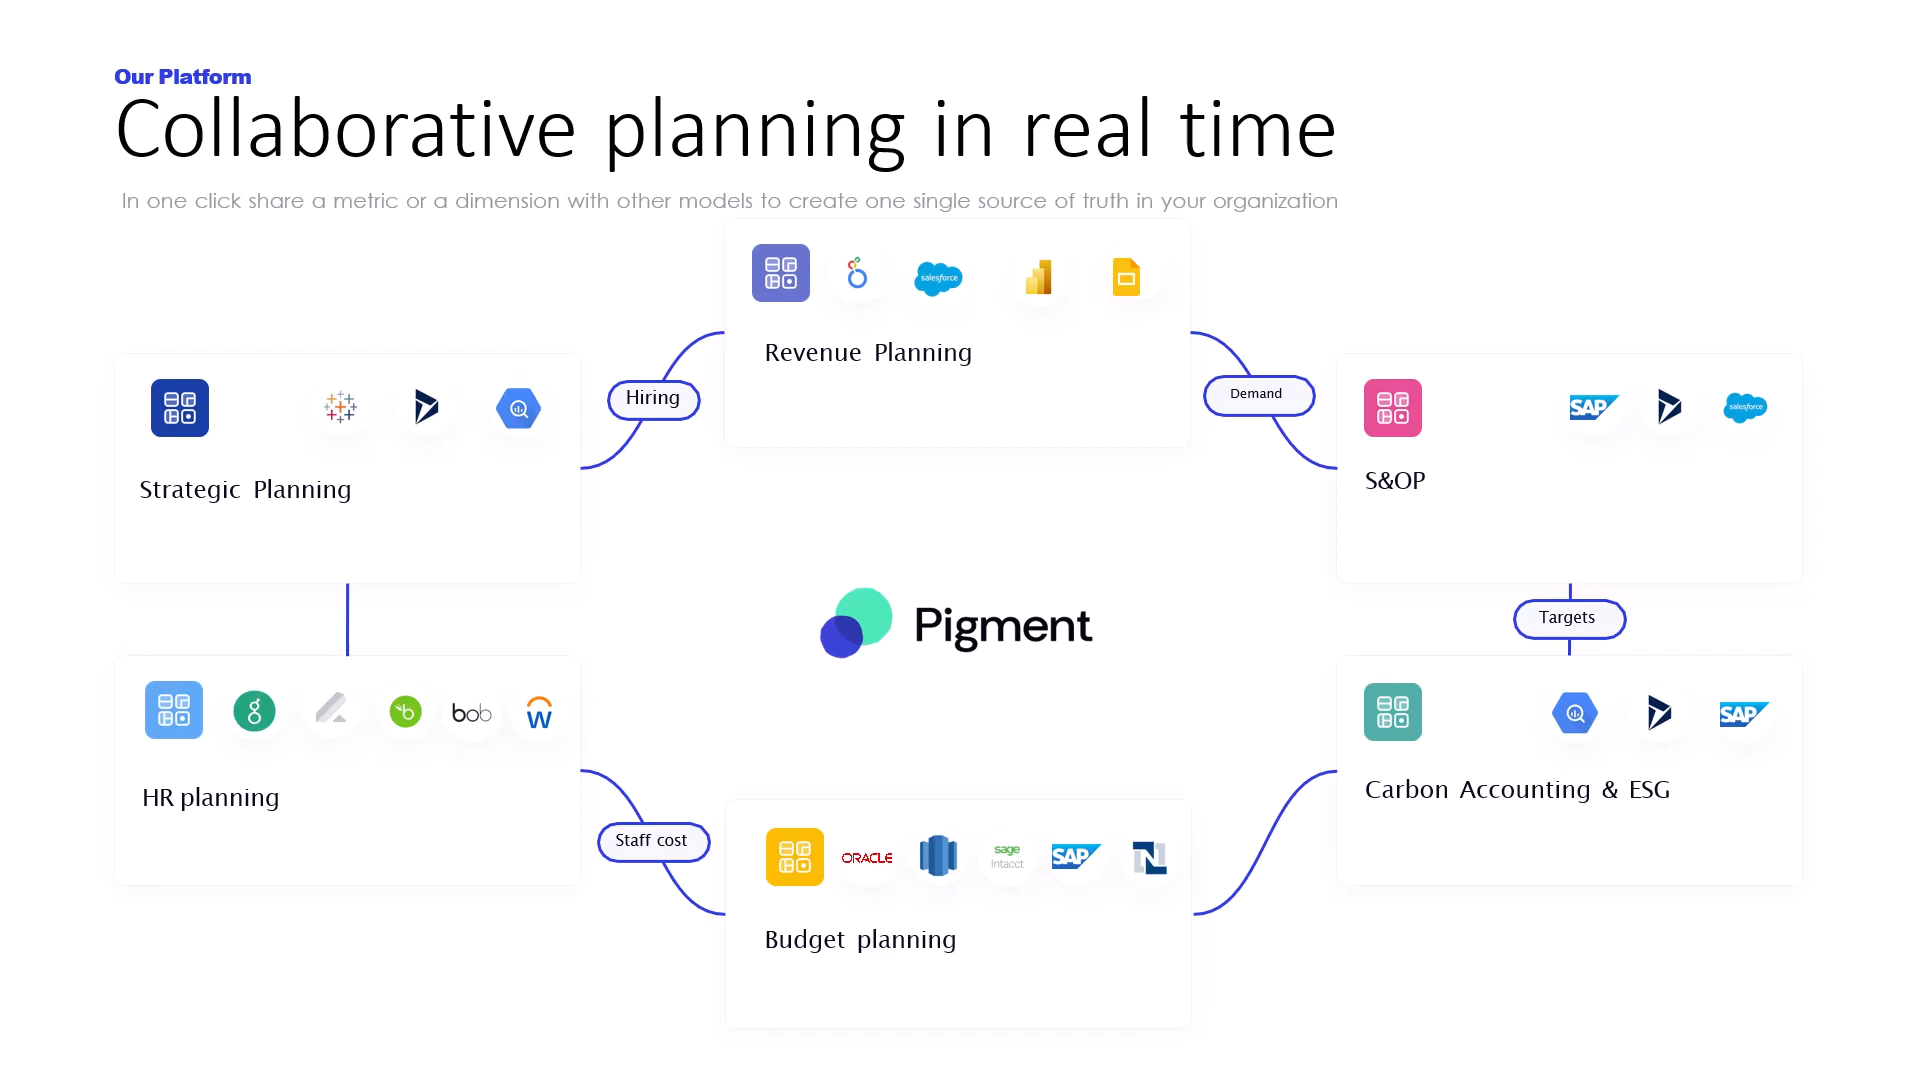 Our Platform
Collaborative planning in real time
In one click share a metric or a dimension with other models to create one single source of truth in your organization
salesforce
Revenue Planning
Hiring
Demand
Strategic Planning
SAP
salesforce
S&OP
Pigment
Targets
g
b
bob
W
HR planning
SAP
Carbon Accounting & ESG
Staff cost
ORACLE
sage
Intacct
SAP
N
Budget planning